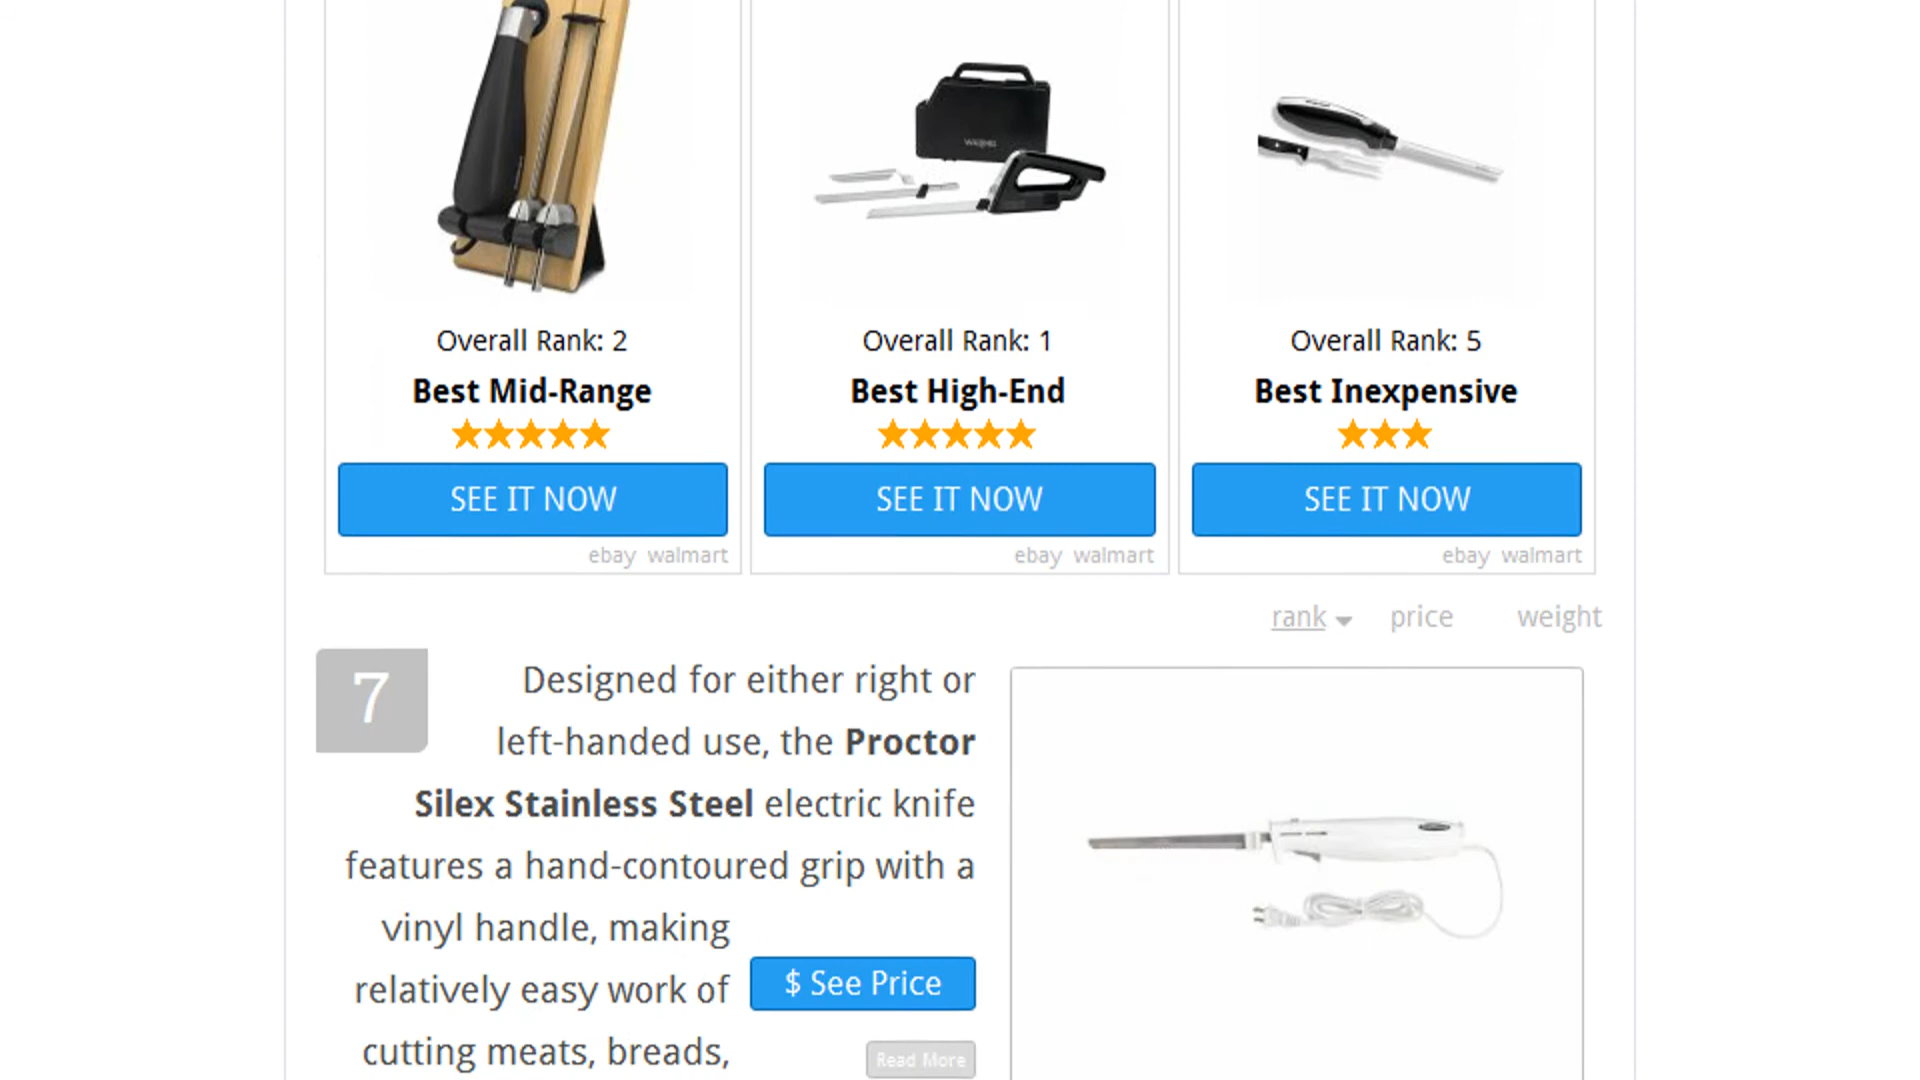 WARING
Overall Rank: 2
Best Mid-Range
SEE IT NOW
ebay walmart
Overall Rank: 1
Best High-End
SEE IT NOW
ebay walmart
Overall Rank: 5
Best Inexpensive
SEE IT NOW
ebay walmart
rank price weight
7
Designed for either right or
left-handed use, the Proctor
Silex Stainless Steel electric knife
features a hand-contoured grip with a
vinyl handle, making
relatively easy work of
cutting meats, breads,
$ See Price
Read More